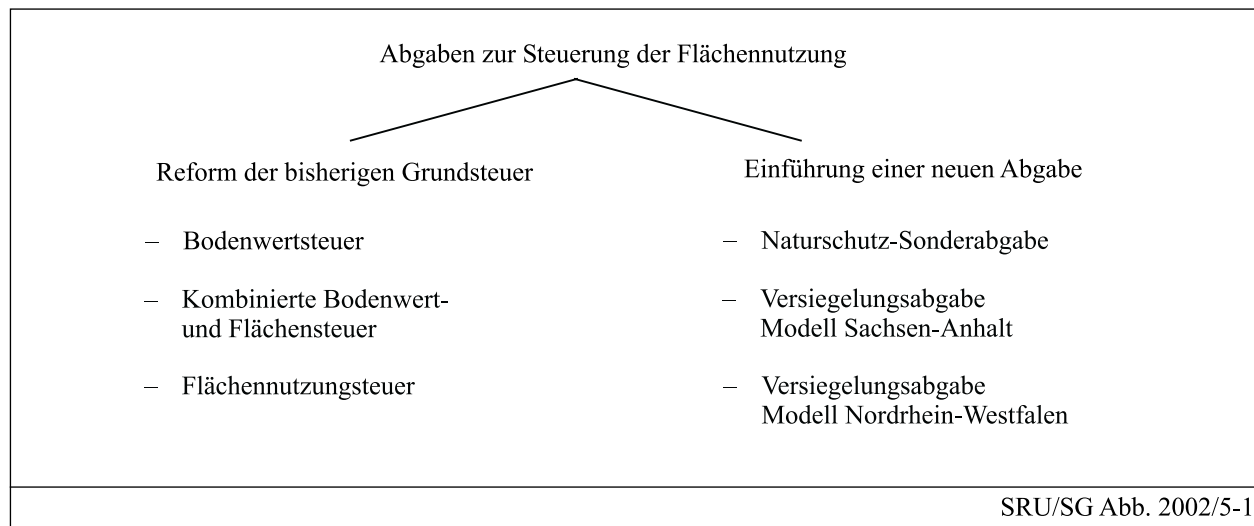 Abgaben zur Steuerung der Flächennutzung
Reform der bisherigen Grundsteuer
– Bodenwertsteuer
– Kombinierte Bodenwert-
und Flächensteuer
– Flächennutzungsteuer
Einführung einer neuen Abgabe
– Naturschutz-Sonderabgabe
– Versiegelungsabgabe
Modell Sachsen-Anhalt
– Versiegelungsabgabe
Modell Nordrhein-Westfalen
SRU/SG Abb. 2002/5-1